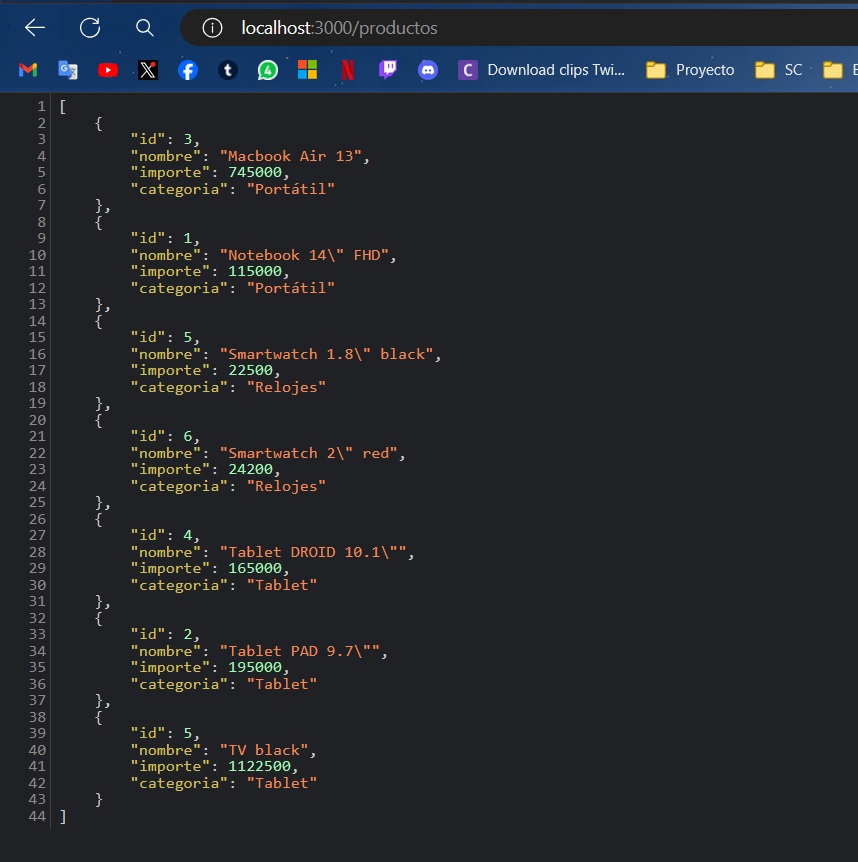 localhost:3000/productos
Download clips Twi... Proyecto SC
1 [
2 {
3 "id": 3,
4 "nombre": "Macbook Air 13",
5 "importe": 745000,
6 "categoria": "Portátil"
7 },
8 {
9 "id": 1,
10 "nombre": "Notebook 14\" FHD",
11 "importe": 115000,
12 "categoria": "Portátil"
13 },
14 {
15 "id": 5,
16 "nombre": "Smartwatch 1.8\" black",
17 "importe": 22500,
18 "categoria": "Relojes"
19 },
20 {
21 "id": 6,
22 "nombre": "Smartwatch 2\" red",
23 "importe": 24200,
24 "categoria": "Relojes"
25 },
26 {
27 "id": 4,
28 "nombre": "Tablet DROID 10.1\"",
29 "importe": 165000,
30 "categoria": "Tablet"
31 },
32 {
33 "id": 2,
34 "nombre": "Tablet PAD 9.7\"",
35 "importe": 195000,
36 "categoria": "Tablet"
37 },
38 {
39 "id": 5,
40 "nombre": "TV black",
41 "importe": 1122500,
42 "categoria": "Tablet"
43 }
44 ]